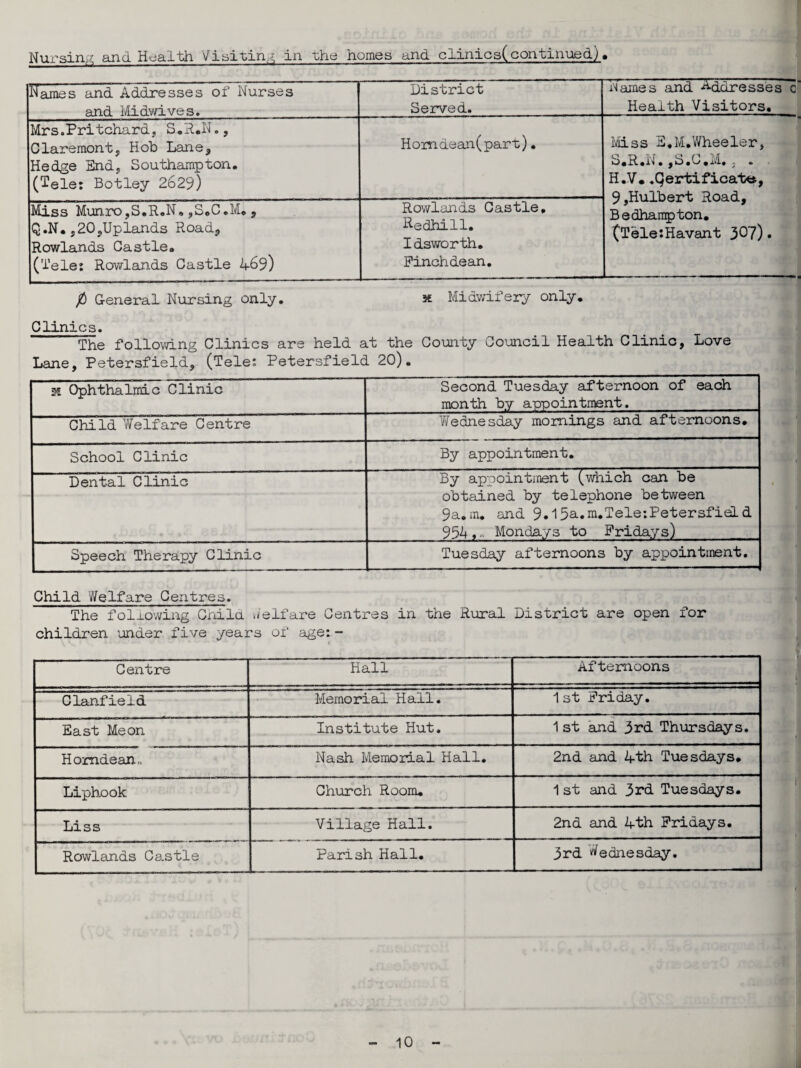 Nursing and Health Visiting in the homes and clinics(continued).
Names and Addresses of Nurses and Midwives.
District Served.
Names and Addresses c Health Visitors.
Mrs.Pritchard, S.R.N.,
Claremont, Hob Lane,
Hedge End, Southampton.
(Tele: Botley 2629)
Horndean(part).
Miss E.M.Wheeler,
S.R.N.,S.C.M., .
H.V. .Certificate,
9,Hulbert Road,
Bedhampton.
(Tele:Havant 307).
Miss Munro,S.R.N.,S.C.M.,
Q.N.,20,Uplands Road,
Rowlands Castle.
(Tele: Rowlands Castle 469)
Rowlands Castle.
Redhill.
Idsworth.
Finchdean.
ø General Nursing only. ж Midwifery only.
Clinics.
The following Clinics are held at the County Council Health Clinic, Love
Lane, Petersfield, (Tele: Petersfield 20).
ж Ophthalmic Clinic
Second Tuesday afternoon of each
month by appointment.
Child Welfare Centre
Wednesday mornings and afternoons.
School Clinic
By appointment.
Dental Clinic
By appointment (which can be
obtained by telephone between
9a.m. and 9.15a.m.Tele:Petersfield
954,. Mondays to Fridays)
Speech Therapy Clinic
Tuesday afternoons by appointment.
Child Welfare Centres.
The following Child Welfare Centres in the Rural District are open for
children under five years of age:-
Centre Hall Afternoons
Clanfield Memorial Hall. 1st Friday.
East Meon Institute Hut. 1st and 3rd Thursdays.
Horndean. Nash Memorial Hall. 2nd and 4th Tuesdays.
Liphook Church Room. 1st and 3rd Tuesdays.
Liss Village Hall. 2nd and 4th Fridays.
Rowlands Castle Parish Hall. 3rd Wednesday.
- 10 -